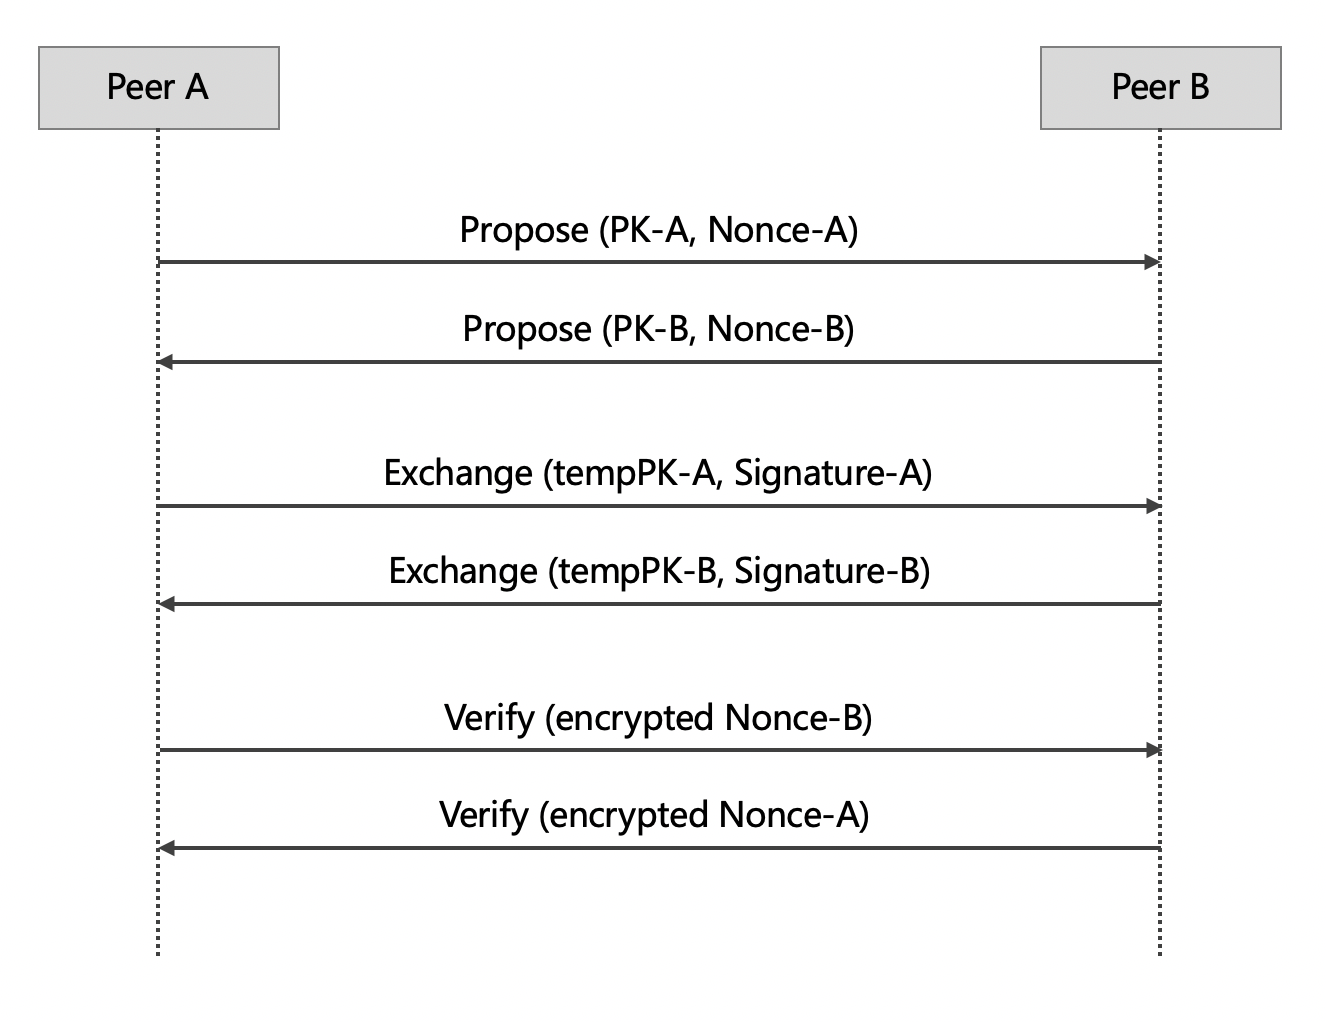 Peer A
Peer B
Propose (PK-A, Nonce-A)
Propose (PK-B, Nonce-B)
Exchange (tempPK-A, Signature-A)
Exchange (tempPK-B, Signature-B)
Verify (encrypted Nonce-B)
Verify (encrypted Nonce-A)